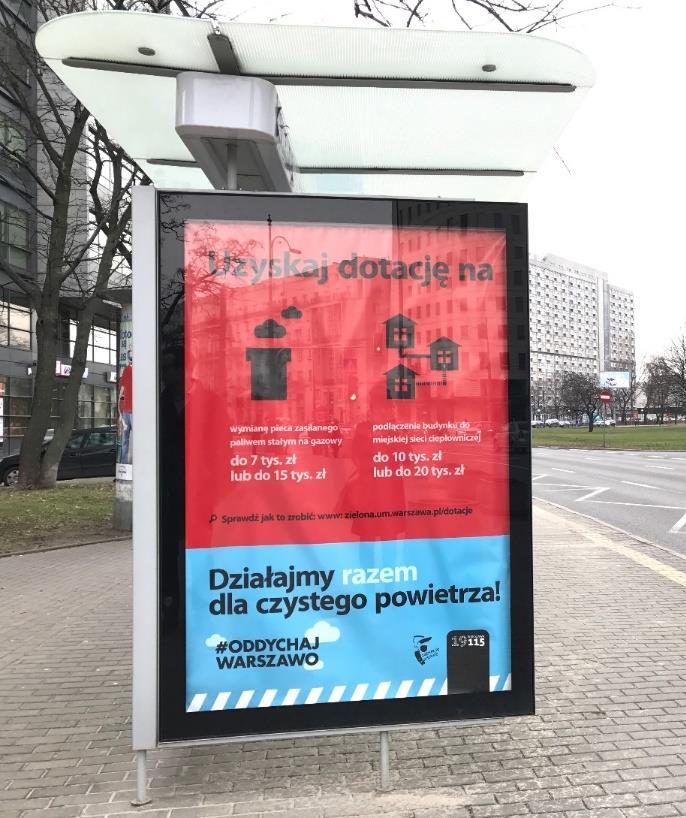 Uzyskaj dotację na
wymianę pieca zasilanego
paliwem stałym na gazowy
do 7 tys. zł
lub do 15 tys. zł
podłączenie budynku do
miejskiej sieci ciepłowniczej
do 10 tys. zł
lub do 20 tys. zł
Sprawdź jak to zrobić: www: zielona.um.warszawa.pl/dotacje
Działajmy razem
dla czystego powietrza!
#ODDYCHAJ
WARSZAWO
19115